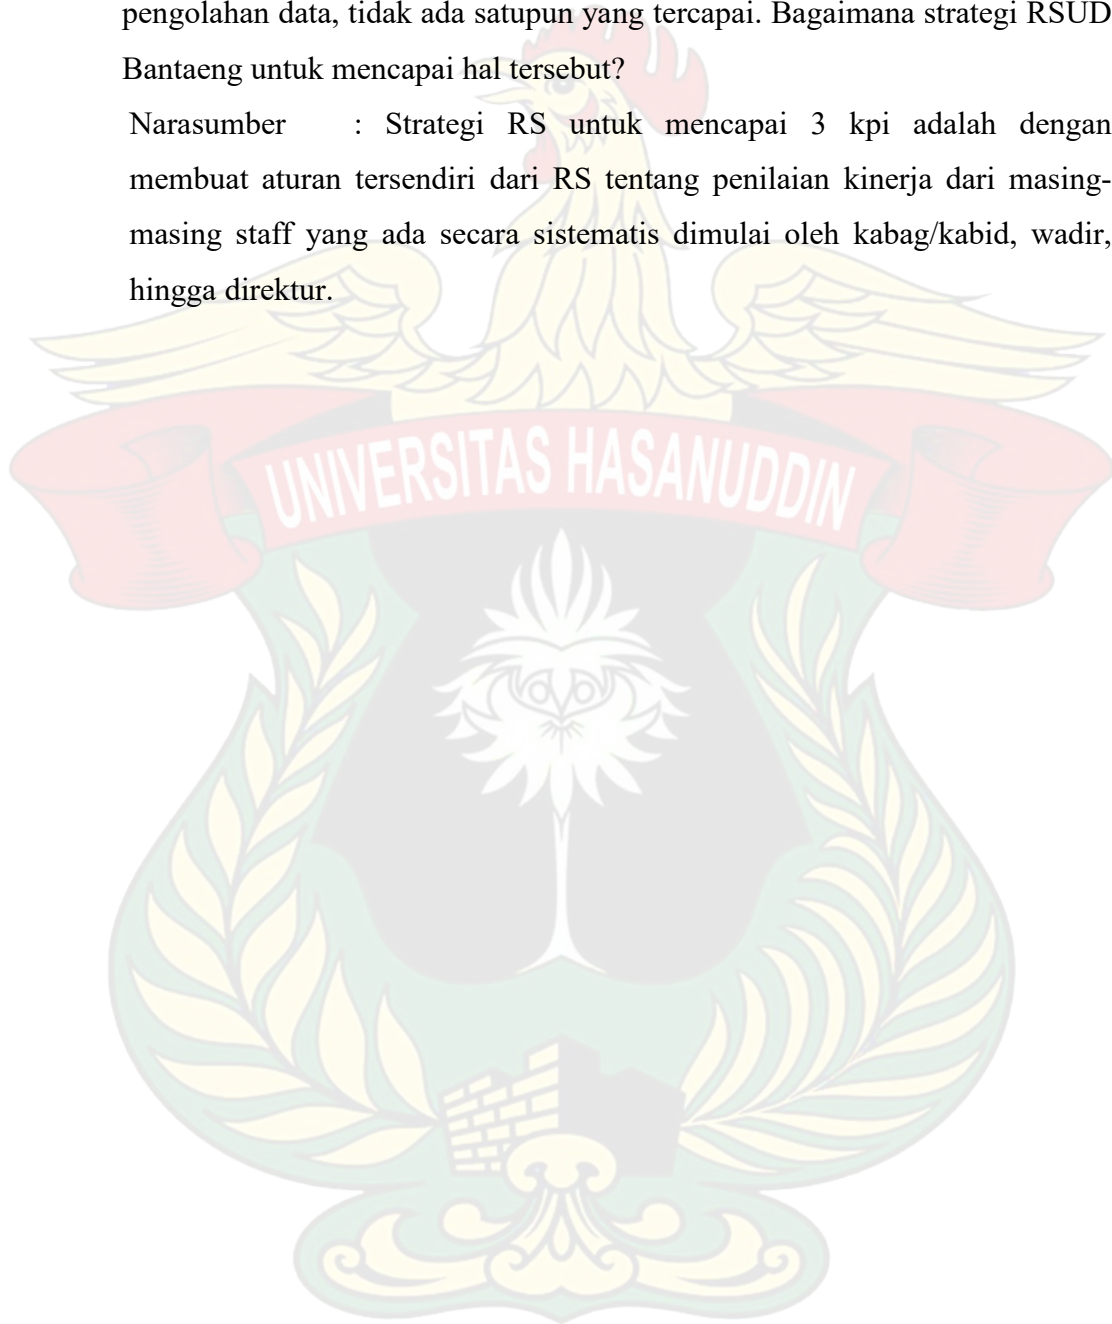 pengolahan data, tidak ada satupun yang tercapai. Bagaimana strategi RSUD
Bantaeng untuk mencapai hal tersebut?
Narasumber : Strategi RS untuk mencapai 3 kpi adalah dengan
membuat aturan tersendiri dari RS tentang penilaian kinerja dari masing-
masing staff yang ada secara sistematis dimulai oleh kabag/kabid, wadir,
hingga direktur.
UNIVERSITAS HASANUDDIN